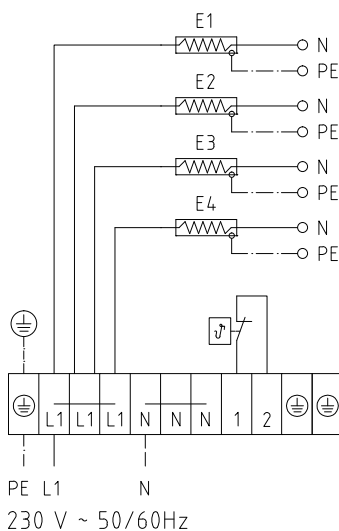 E1
N
PE
E2
N
PE
E3
N
PE
E4
N
PE
ϑ
L1 L1 L1 N N N 1 2
PE L1 N
230 V ~ 50/60Hz